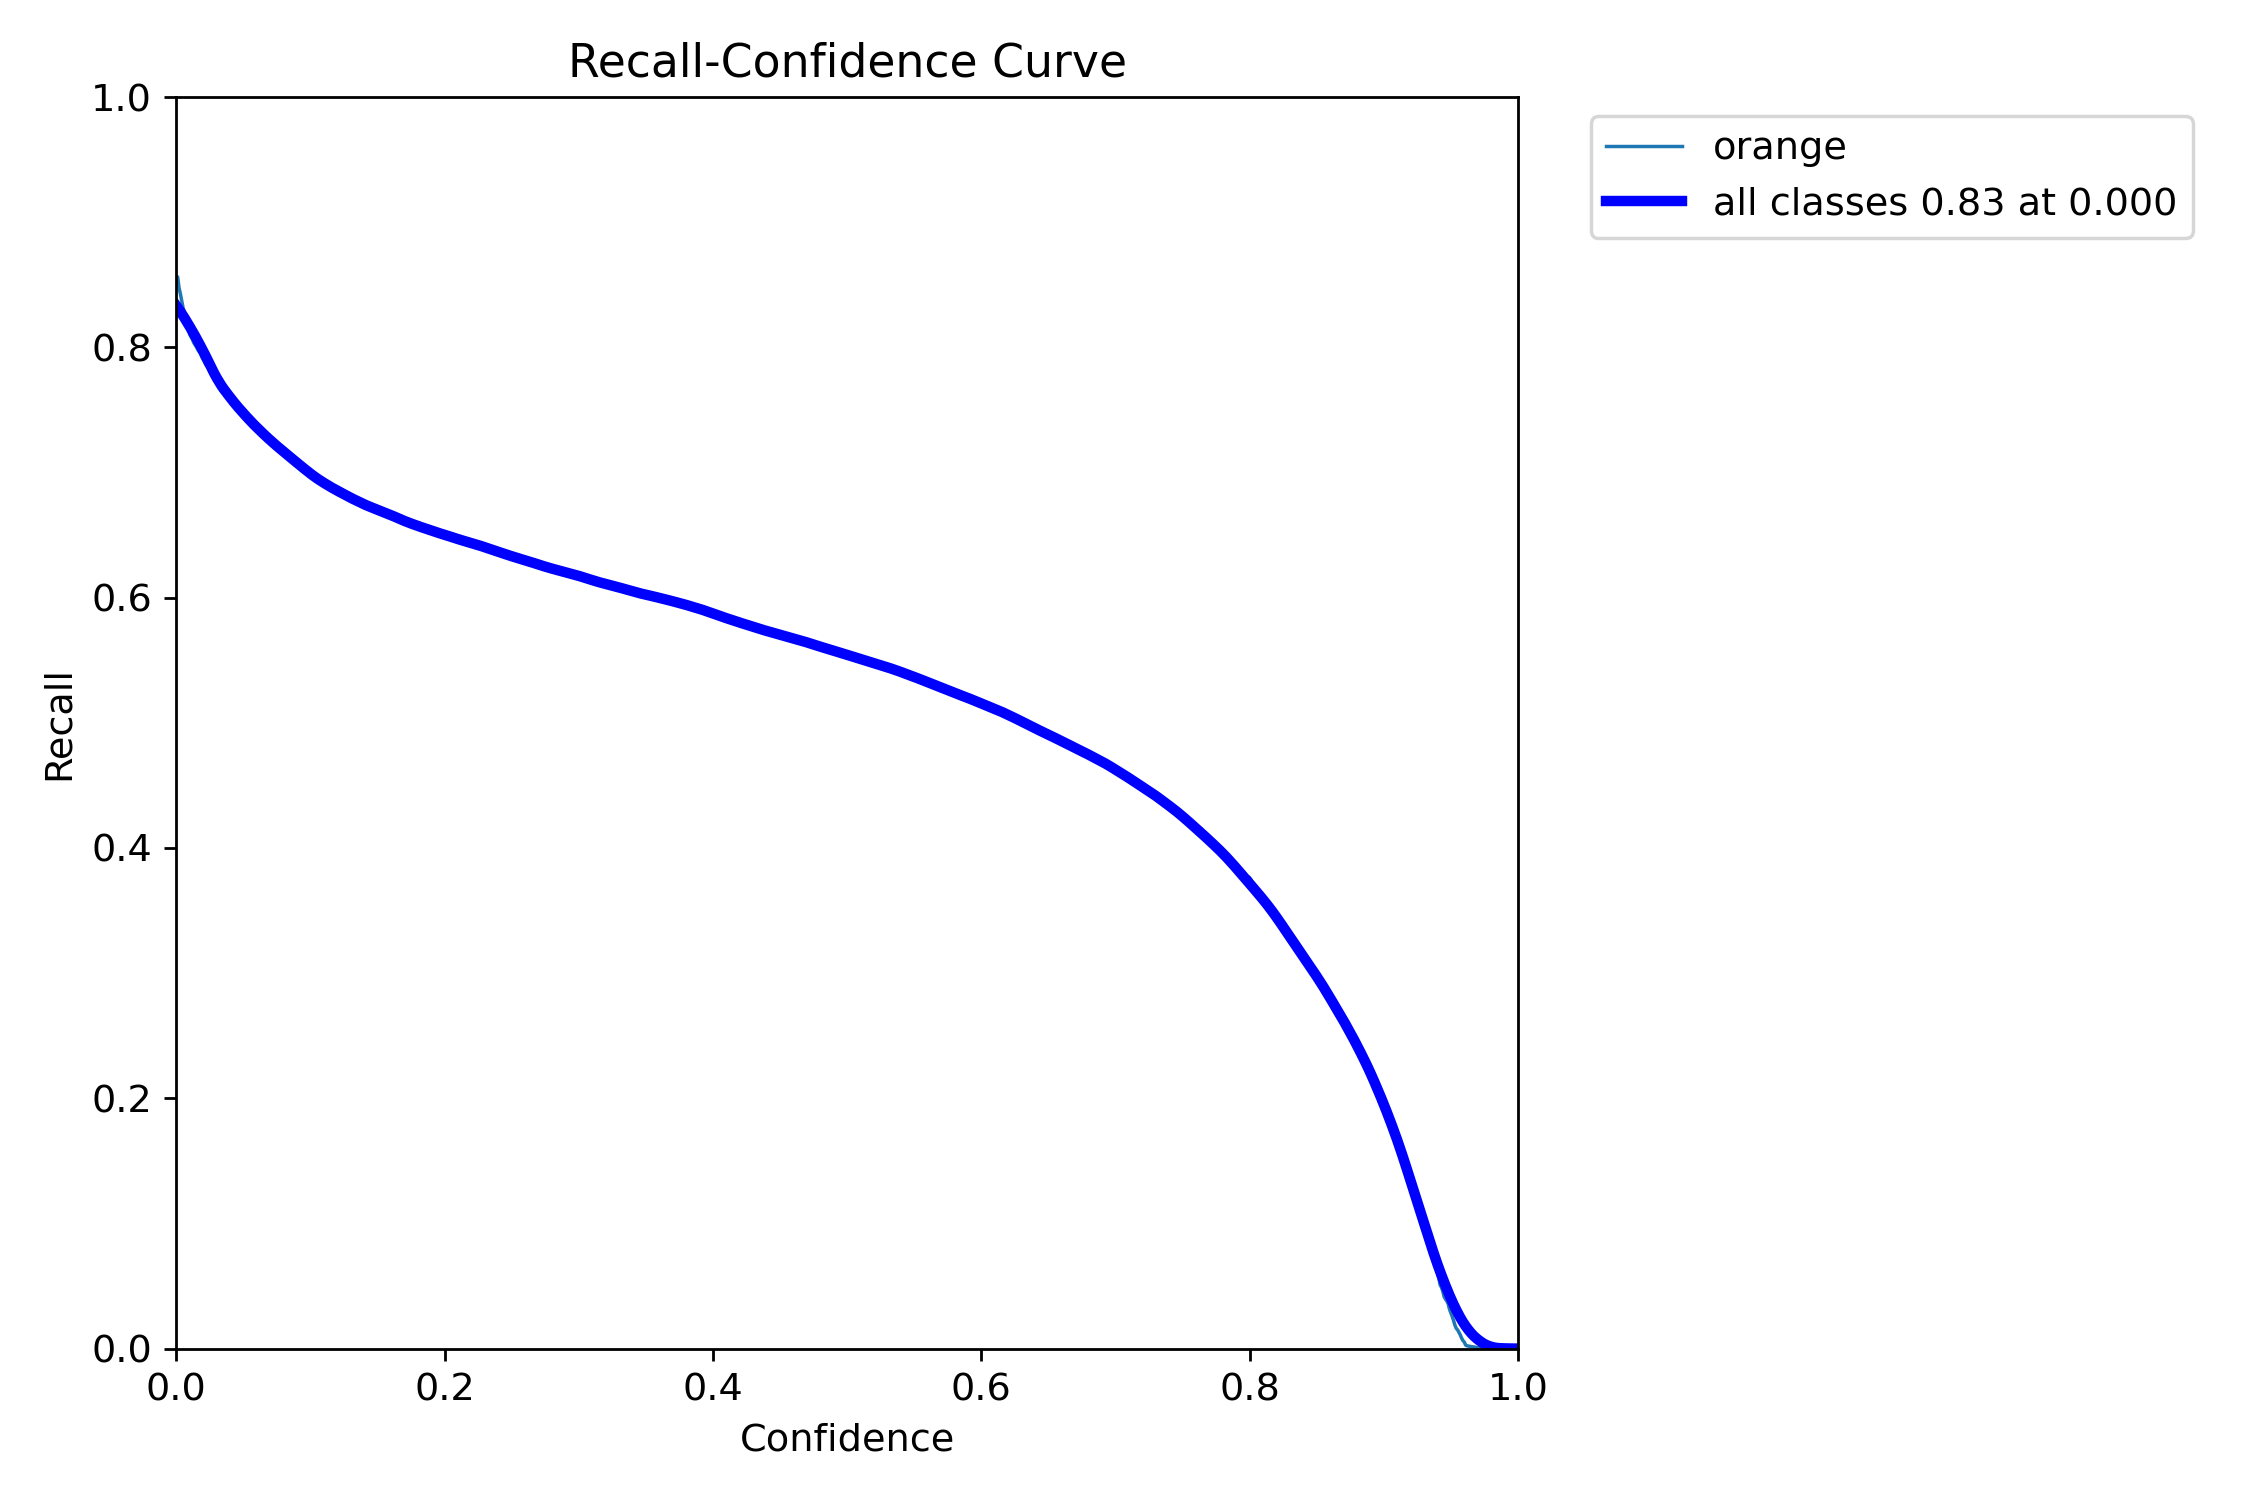 Recall-Confidence Curve
orange
all classes 0.83 at 0.000
1.0
0.8
0.6
0.4
0.2
0.0
Recall
0.0 0.2 0.4 0.6 0.8 1.0
Confidence